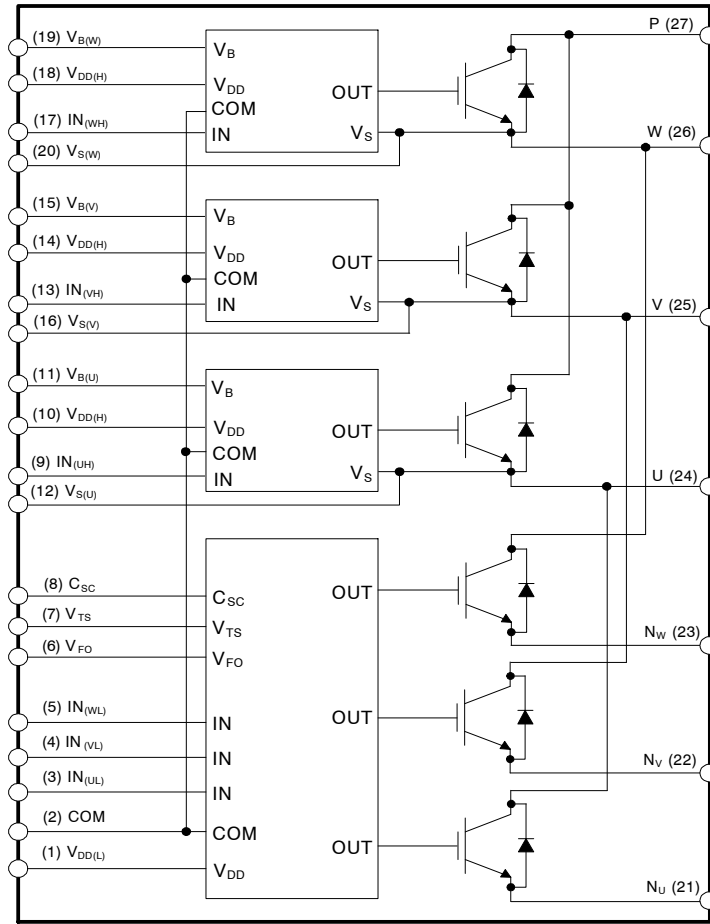 (19) VB(W)
(18) VDD(H)
(17) IN(WH)
(20) VS(W)
VB
VDD
COM
IN
OUT
VS
P (27)
W (26)
(15) VB(V)
(14) VDD(H)
(13) IN(VH)
(16) VS(V)
VB
VDD
COM
IN
OUT
VS
V (25)
(11) VB(U)
(10) VDD(H)
(9) IN(UH)
(12) VS(U)
VB
VDD
COM
IN
OUT
VS
U (24)
(8) CSC
(7) VTS
(6) VFO
(5) IN(WL)
(4) IN(VL)
(3) IN(UL)
(2) COM
(1) VDD(L)
CSC
VTS
VFO
IN
IN
IN
COM
VDD
OUT
OUT
OUT
NW (23)
NV (22)
NU (21)